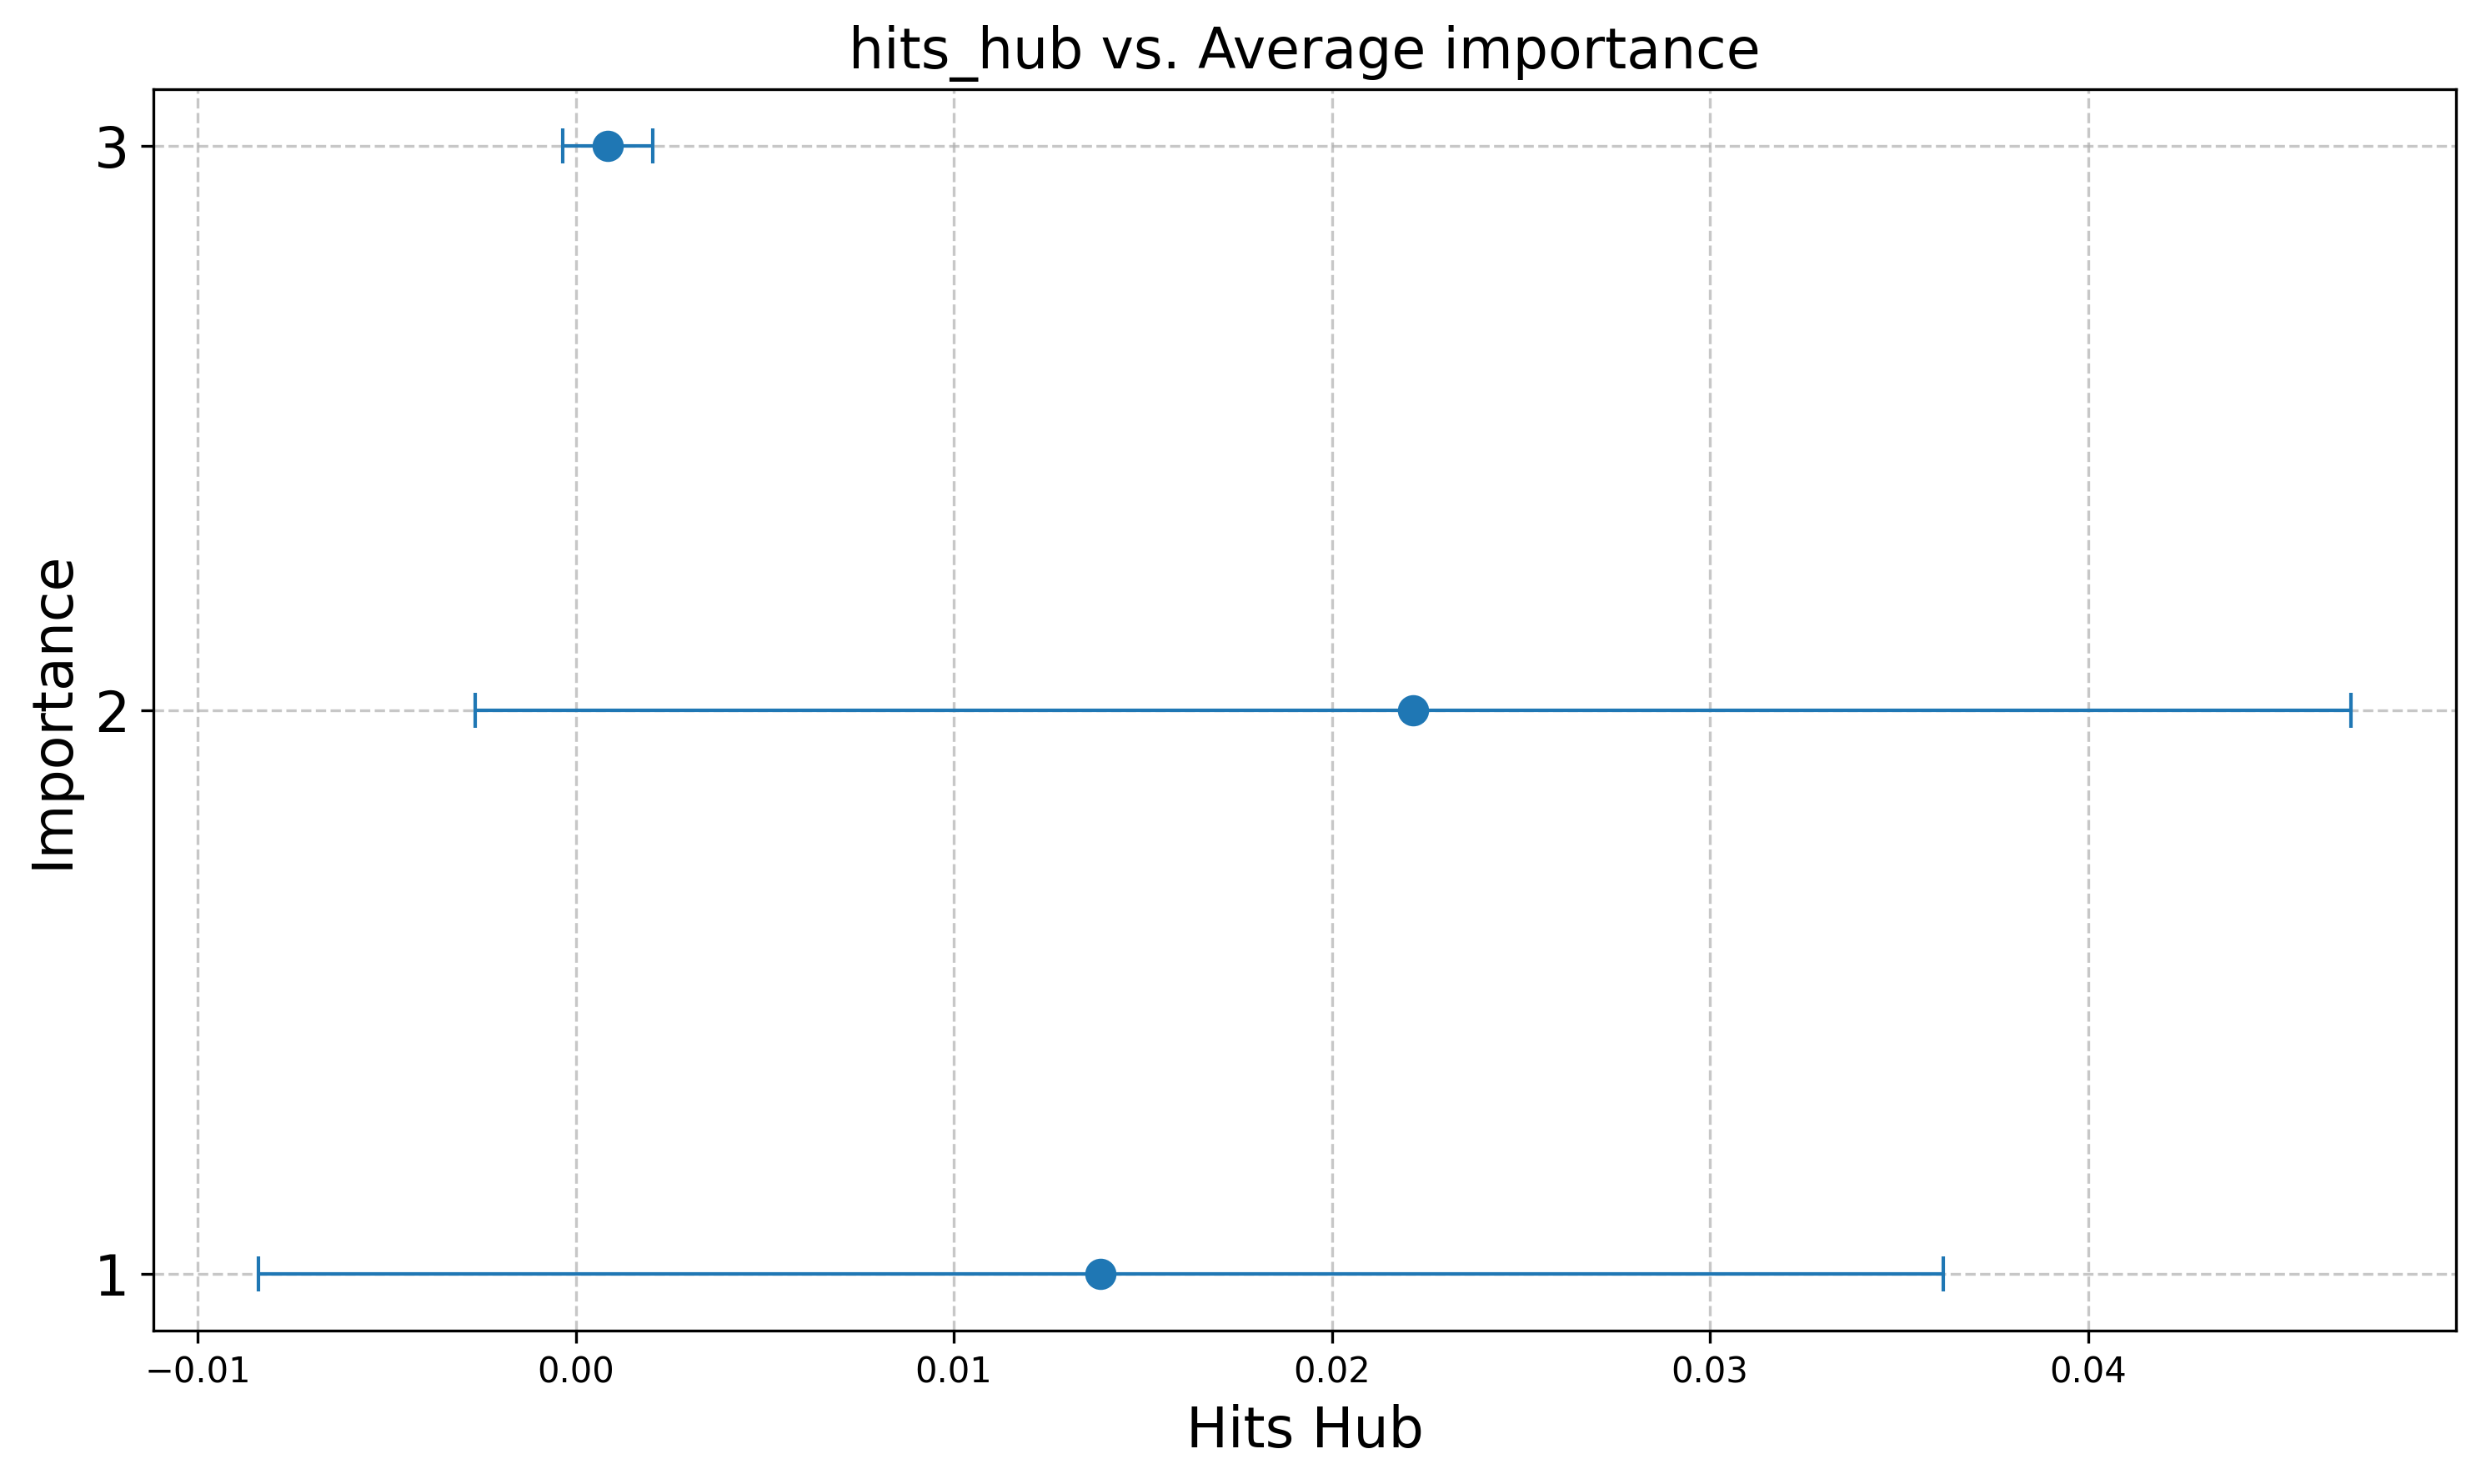 hits_hub vs. Average importance
3
2
1
Importance
−0.01 0.00 0.01 0.02 0.03 0.04
Hits Hub